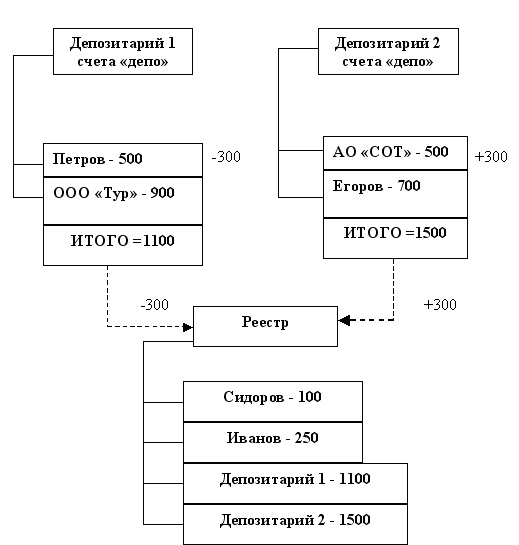 Депозитарий 1
счета «депо»
Депозитарий 2
счета «депо»
Петров - 500
-300
ООО «Тур» - 900
ИТОГО =1100
АО «СОТ» - 500
+300
Егоров - 700
ИТОГО =1500
-300
+300
Реестр
Сидоров - 100
Иванов - 250
Депозитарий 1 - 1100
Депозитарий 2 - 1500